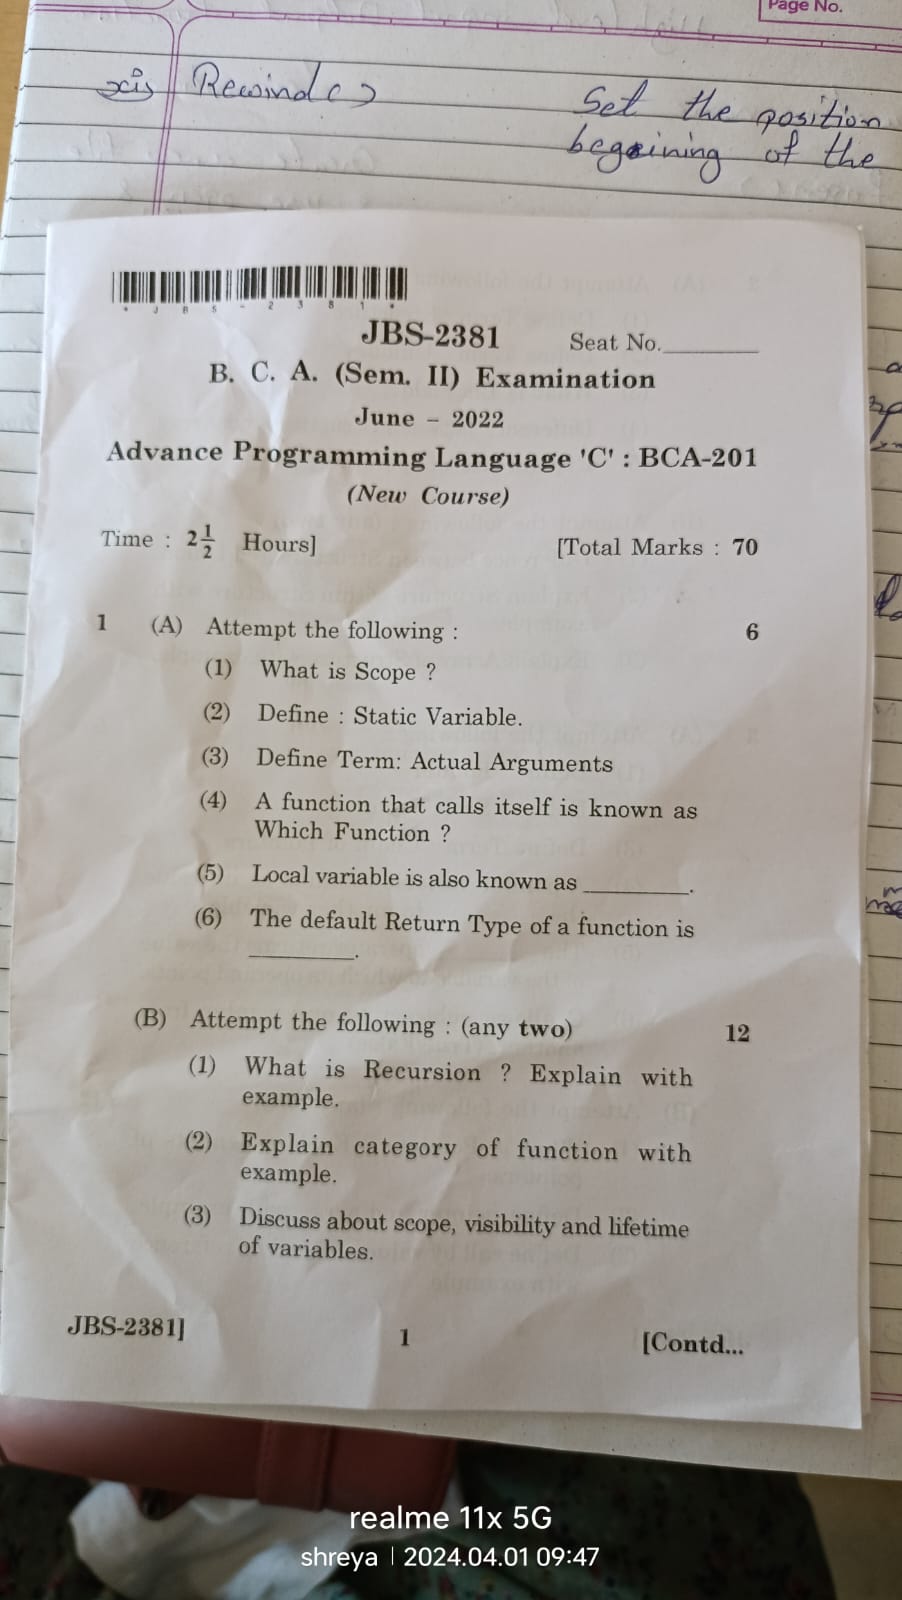 Page No.
xi) Rewind()
Set the position
begoining of the
* J B S - 2 3 8 1 *
JBS-2381 Seat No.________
B. C. A. (Sem. II) Examination
June - 2022
Advance Programming Language 'C' : BCA-201
(New Course)
Time : 2 1/2 Hours] [Total Marks : 70
1 (A) Attempt the following : 6
(1) What is Scope ?
(2) Define : Static Variable.
(3) Define Term: Actual Arguments
(4) A function that calls itself is known as
Which Function ?
(5) Local variable is also known as ________.
(6) The default Return Type of a function is
________.
(B) Attempt the following : (any two) 12
(1) What is Recursion ? Explain with
example.
(2) Explain category of function with
example.
(3) Discuss about scope, visibility and lifetime
of variables.
JBS-2381] 1 [Contd...
realme 11x 5G
shreya | 2024.04.01 09:47